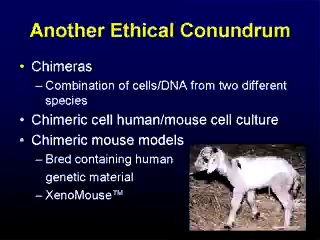 Another Ethical Conundrum
• Chimeras
– Combination of cells/DNA from two different
species
• Chimeric cell human/mouse cell culture
• Chimeric mouse models
– Bred containing human
genetic material
– XenoMouse™